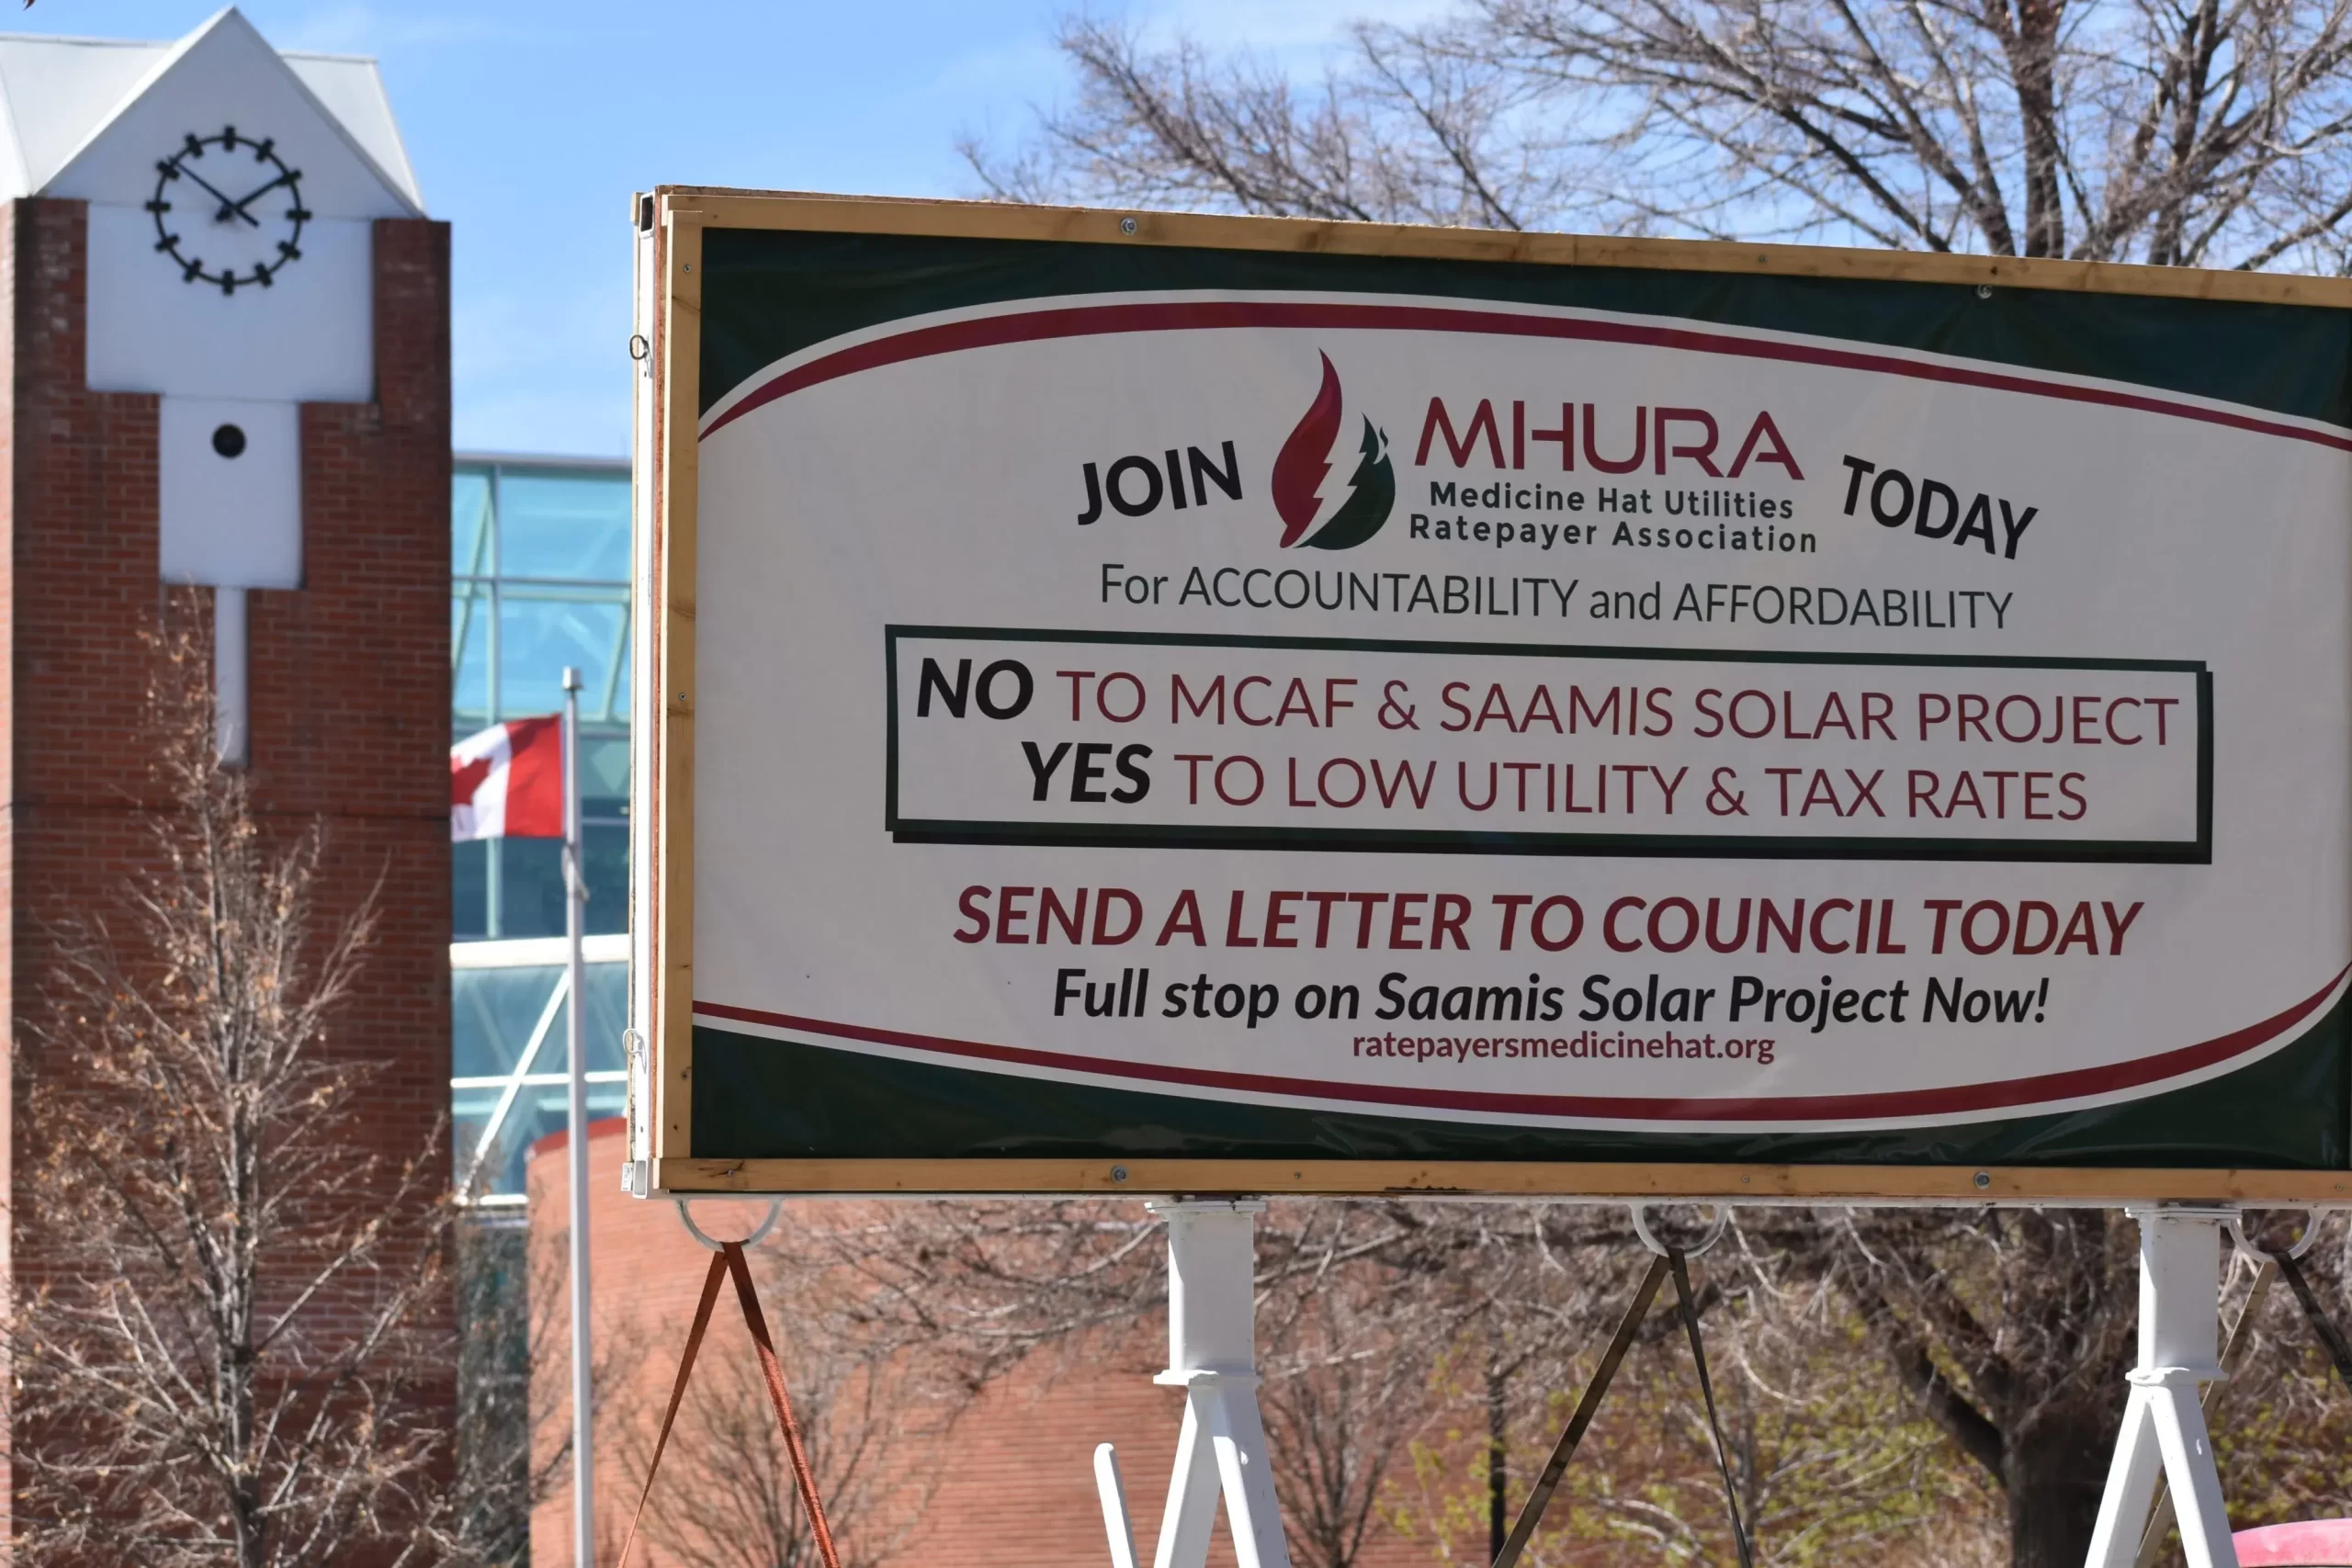 JOIN MHURA TODAY
Medicine Hat Utilities
Ratepayer Association
For ACCOUNTABILITY and AFFORDABILITY
NO TO MCAF & SAAMIS SOLAR PROJECT
YES TO LOW UTILITY & TAX RATES
SEND A LETTER TO COUNCIL TODAY
Full stop on Saamis Solar Project Now!
ratepayersmedicinehat.org